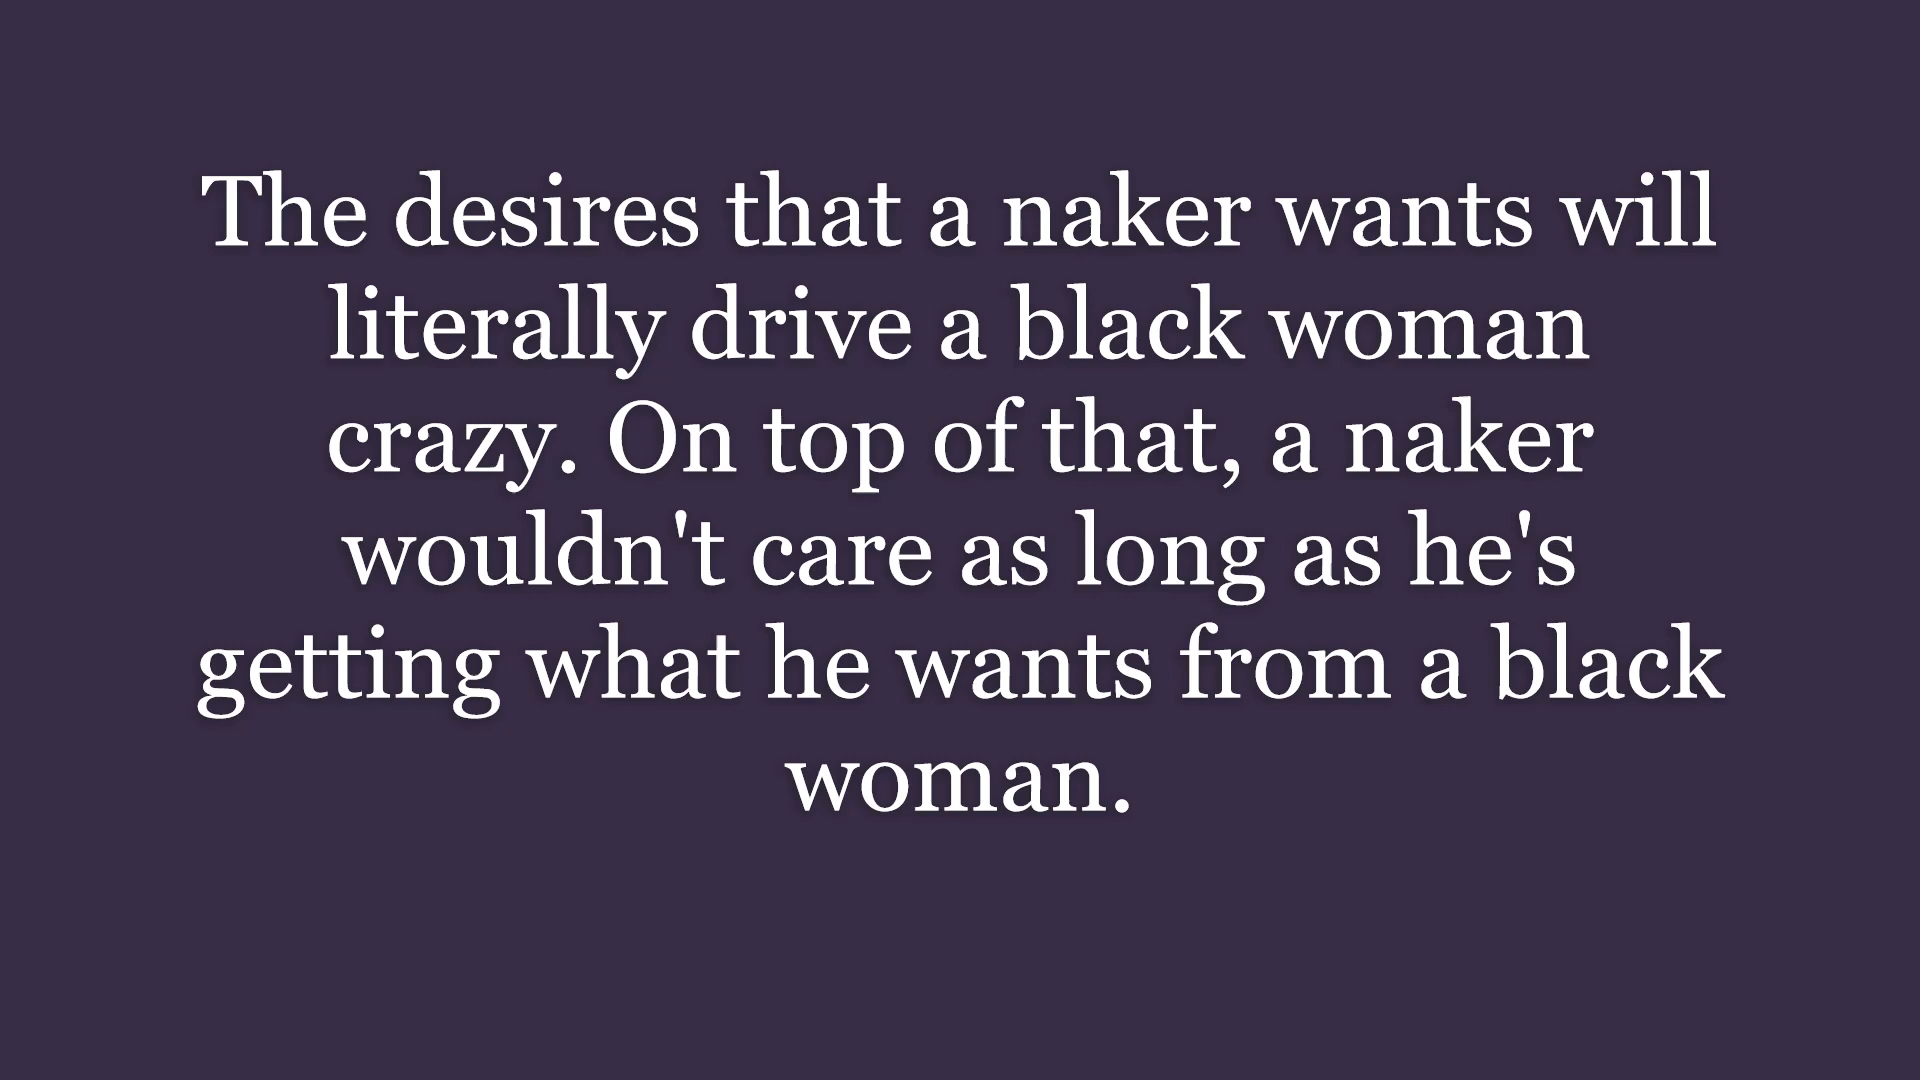 The desires that a naker wants will
literally drive a black woman
crazy. On top of that, a naker
wouldn't care as long as he's
getting what he wants from a black
woman.